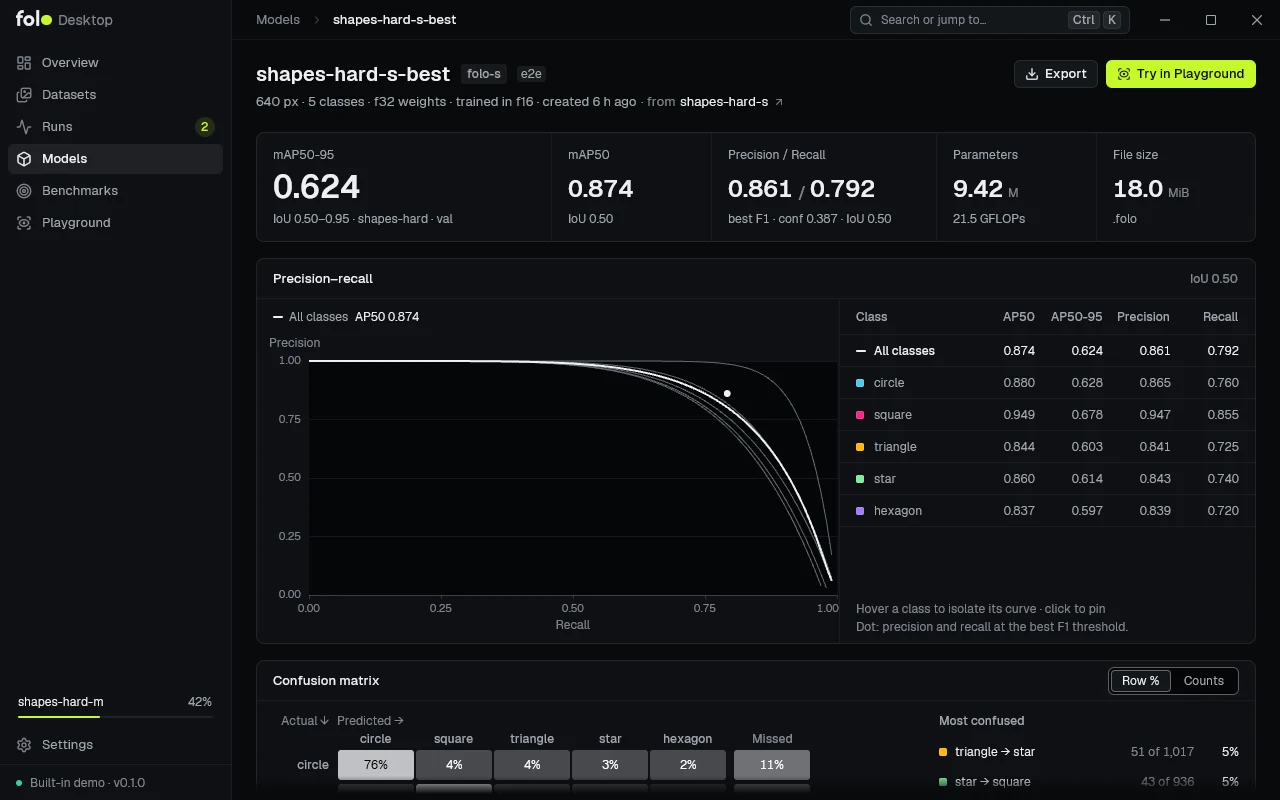 folo Desktop
Models > shapes-hard-s-best
Search or jump to… Ctrl K
Overview
Datasets
Runs 2
Models
Benchmarks
Playground
shapes-hard-s-best folo-s e2e
Export
Try in Playground
640 px · 5 classes · f32 weights · trained in f16 · created 6 h ago · from shapes-hard-s ↗
mAP50-95
0.624
IoU 0.50–0.95 · shapes-hard · val
mAP50
0.874
IoU 0.50
Precision / Recall
0.861 / 0.792
best F1 · conf 0.387 · IoU 0.50
Parameters
9.42 M
21.5 GFLOPs
File size
18.0 MiB
.folo
Precision–recall
IoU 0.50
All classes AP50 0.874
Precision
1.00
0.75
0.50
0.25
0.00
0.00 0.25 0.50 0.75 1.00
Recall
Class AP50 AP50-95 Precision Recall
All classes 0.874 0.624 0.861 0.792
circle 0.880 0.628 0.865 0.760
square 0.949 0.678 0.947 0.855
triangle 0.844 0.603 0.841 0.725
star 0.860 0.614 0.843 0.740
hexagon 0.837 0.597 0.839 0.720
Hover a class to isolate its curve · click to pin
Dot: precision and recall at the best F1 threshold.
Confusion matrix
Row % Counts
Actual ↓ Predicted →
circle square triangle star hexagon Missed
circle 76% 4% 4% 3% 2% 11%
Most confused
triangle → star 51 of 1,017 5%
star → square 43 of 936 5%
shapes-hard-m 42%
Settings
Built-in demo · v0.1.0